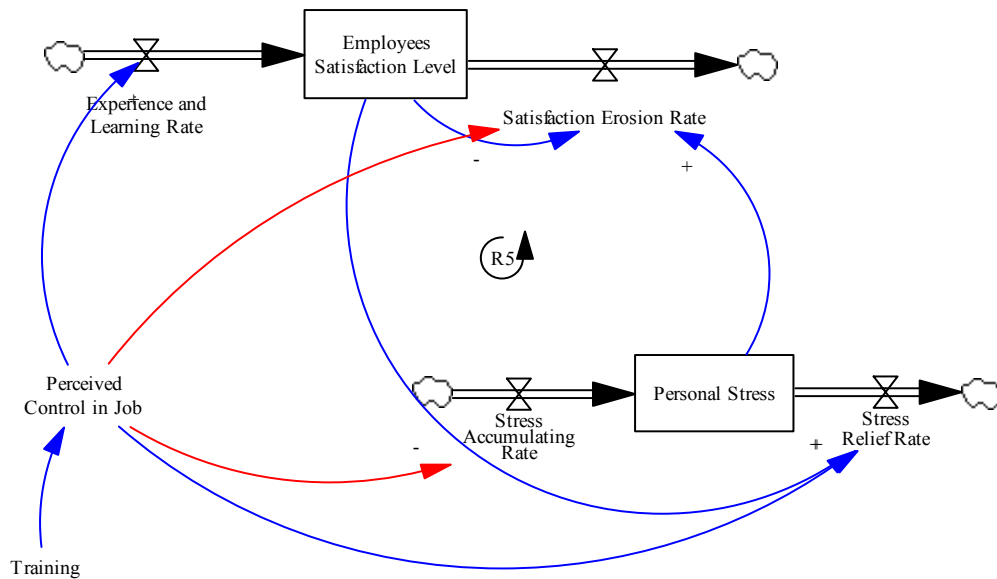 Employees
Satisfaction Level
+
Experience and
Learning Rate
Satisfaction Erosion Rate
-
+
R5
Perceived
Control in Job
Personal Stress
Stress
Accumulating
Rate
-
Stress
Relief Rate
+
+
Training